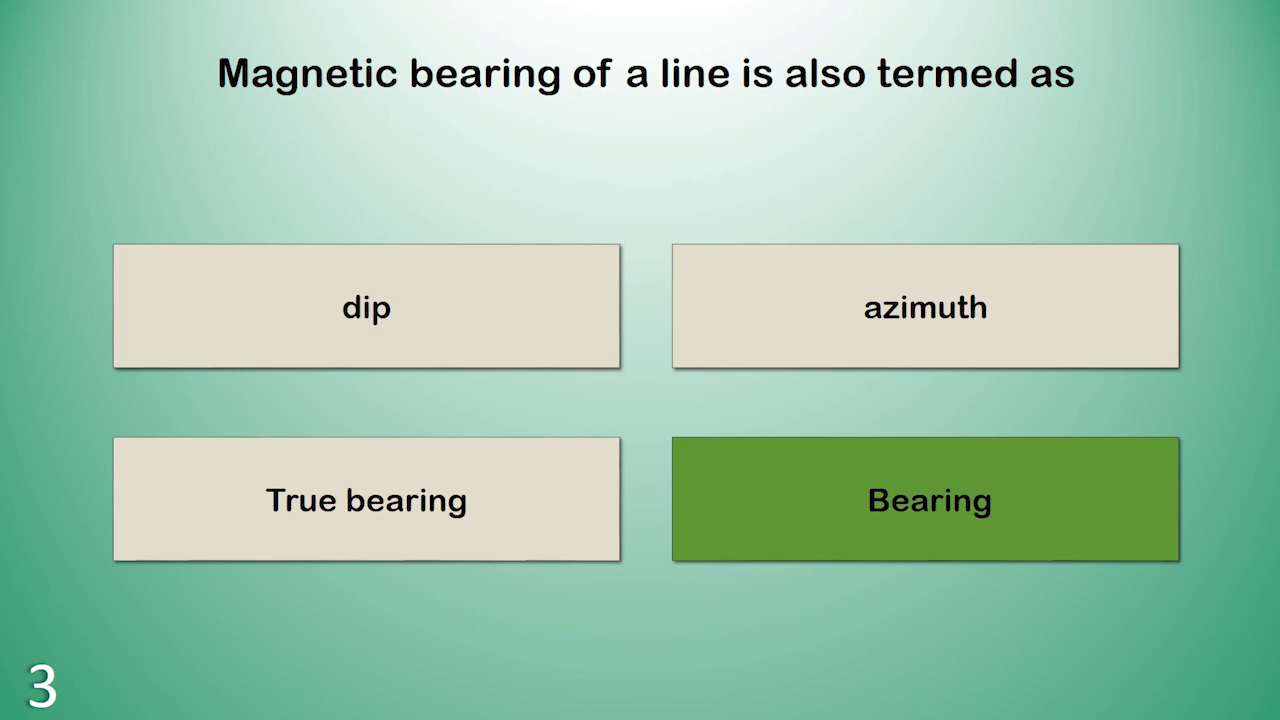 Magnetic bearing of a line is also termed as
dip
azimuth
True bearing
Bearing
3